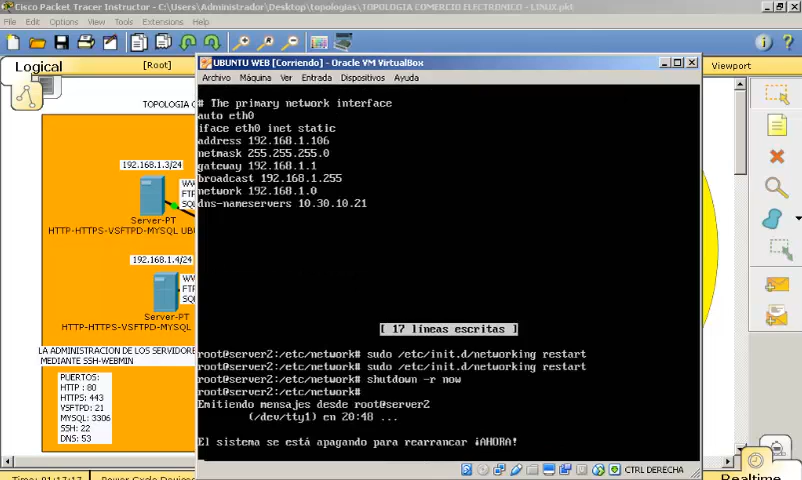 Cisco Packet Tracer Instructor - C:\Users\Administrador\Desktop\topologias\TOPOLOGIA COMERCIO ELECTRONICO - LINUX.pkt
File Edit Options View Tools Extensions Help
Logical
[Root]
Viewport
UBUNTU WEB [Corriendo] - Oracle VM VirtualBox
Archivo Máquina Ver Entrada Dispositivos Ayuda
# The primary network interface
auto eth0
iface eth0 inet static
address 192.168.1.106
netmask 255.255.255.0
gateway 192.168.1.1
broadcast 192.168.1.255
network 192.168.1.0
dns-nameservers 10.30.10.21
[ 17 líneas escritas ]
root@server2:/etc/network# sudo /etc/init.d/networking restart
root@server2:/etc/network# sudo /etc/init.d/networking restart
root@server2:/etc/network# shutdown -r now
root@server2:/etc/network#
Emitiendo mensajes desde root@server2
(/dev/tty1) en 20:48 ...
El sistema se está apagando para rearrancar ¡AHORA!
CTRL DERECHA
192.168.1.3/24
Server-PT
HTTP-HTTPS-VSFTPD-MYSQL UBU
192.168.1.4/24
Server-PT
HTTP-HTTPS-VSFTPD-MYSQL
LA ADMINISTRACION DE LOS SERVIDORE
MEDIANTE SSH-WEBMIN
PUERTOS:
HTTP : 80
HTTPS: 443
VSFTPD: 21
MYSQL: 3306
SSH: 22
DNS: 53
Realtime